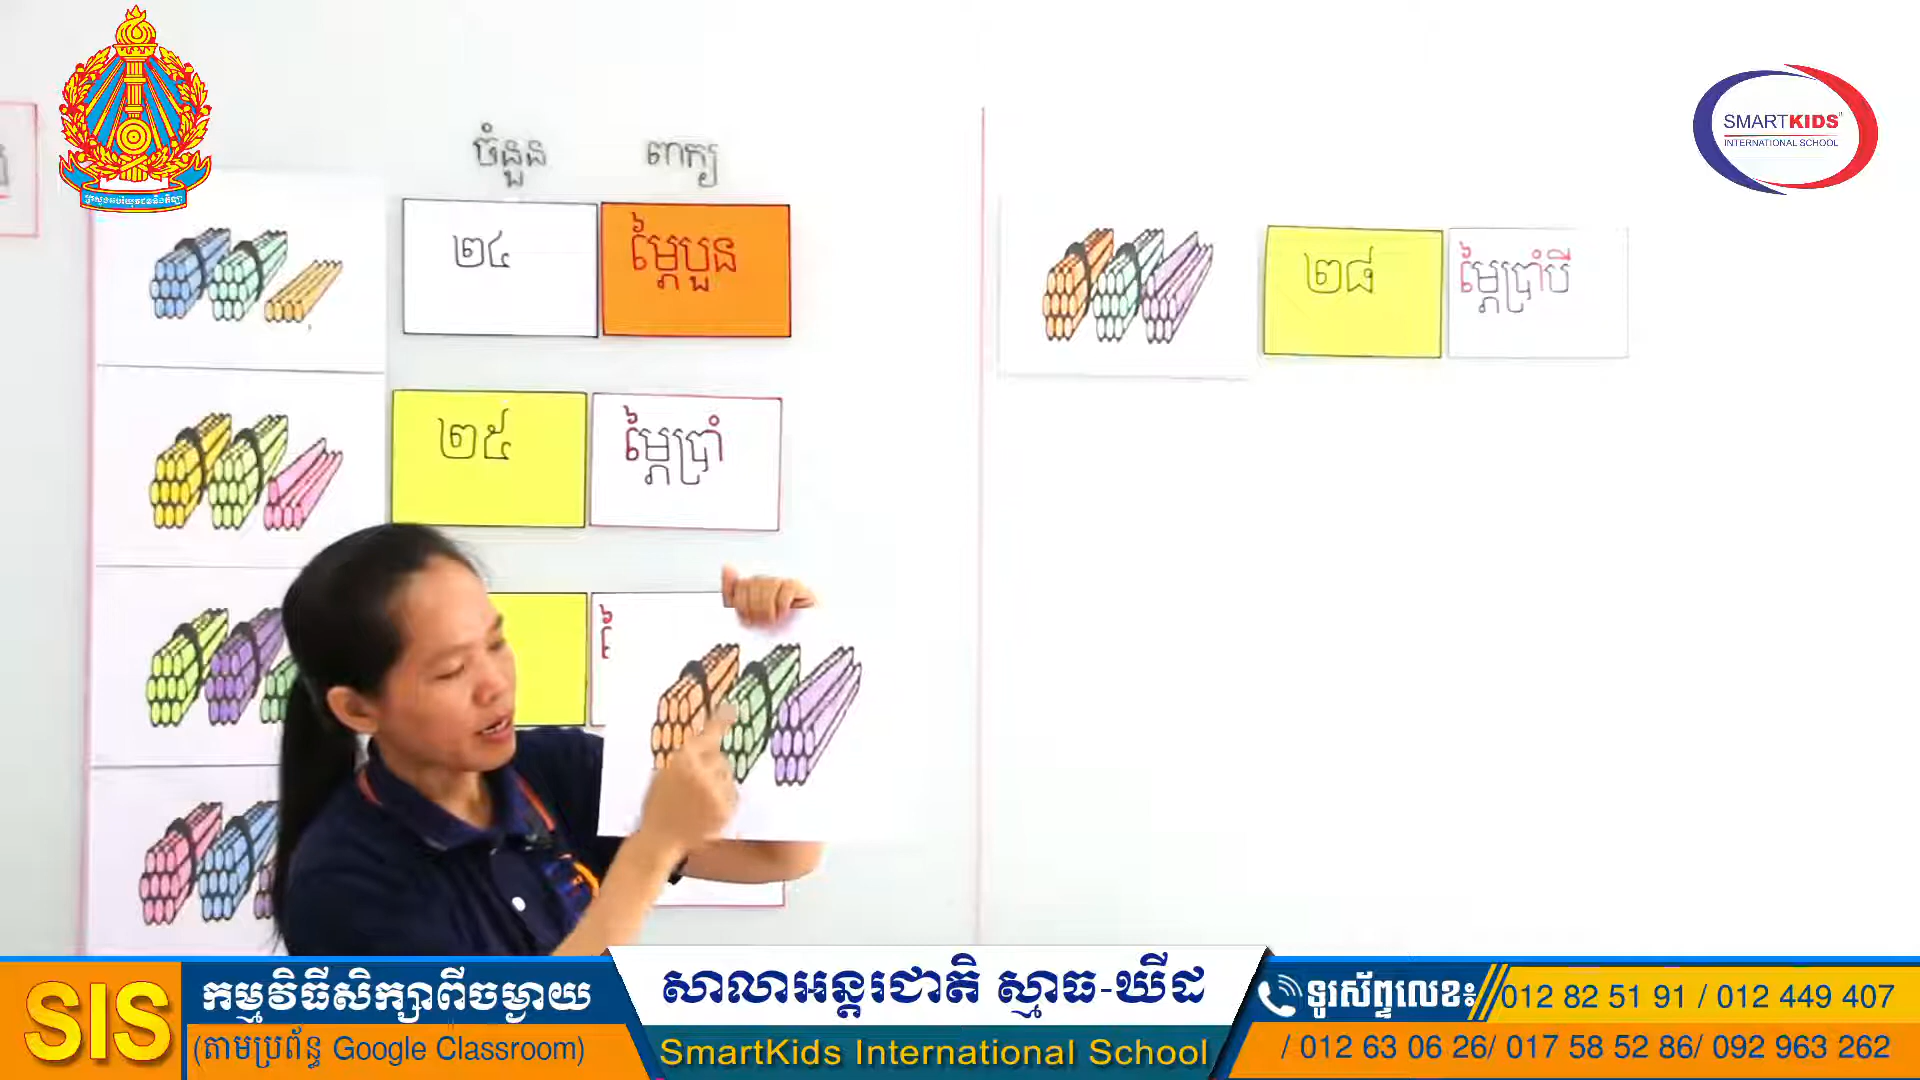 SMARTKIDS
INTERNATIONAL SCHOOL
ចំនួន ពាក្យ
២៤ ម្ភៃបួន
២៨ ម្ភៃប្រាំបី
២៥ ម្ភៃប្រាំ
SIS
កម្មវិធីសិក្សាពីចម្ងាយ
(តាមប្រព័ន្ធ Google Classroom)
សាលាអន្តរជាតិ ស្មាធ-ឃីដ
SmartKids International School
ទូរស័ព្ទលេខ៖ 012 82 51 91 / 012 449 407
/ 012 63 06 26/ 017 58 52 86/ 092 963 262